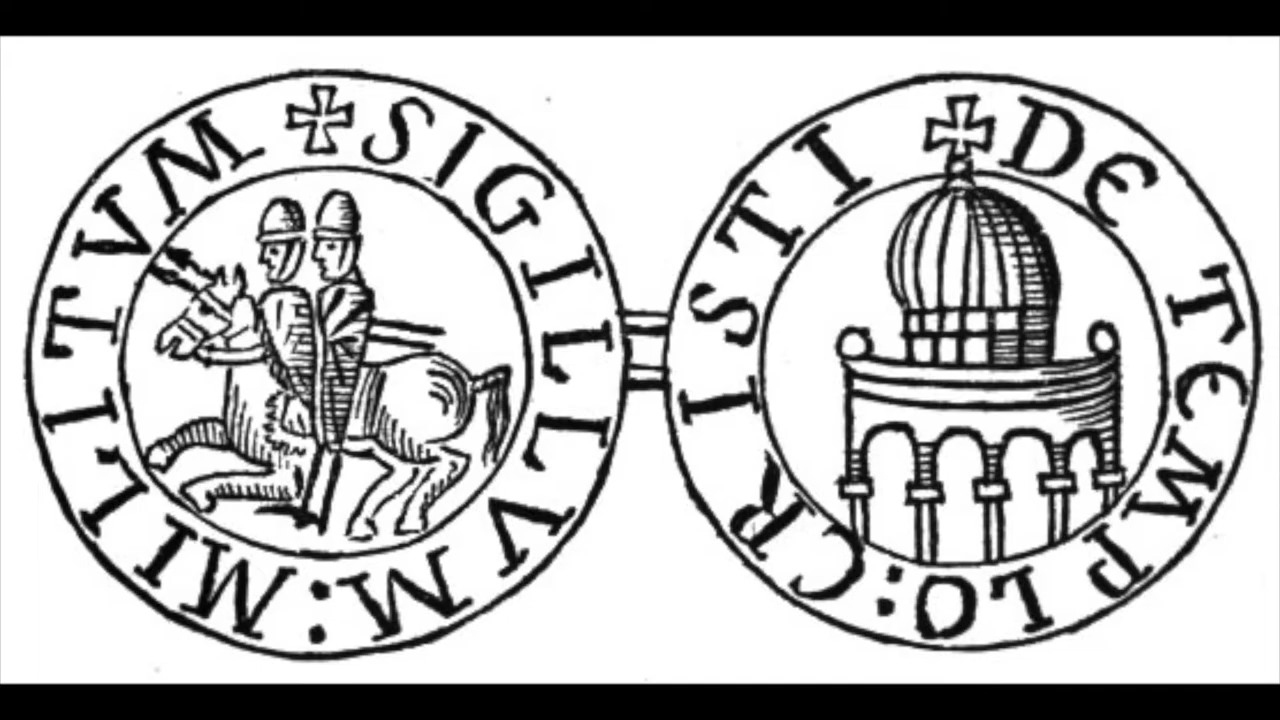 ✠ SIGILLVM : MILITVM
✠ DE TEMPLO : CRISTI